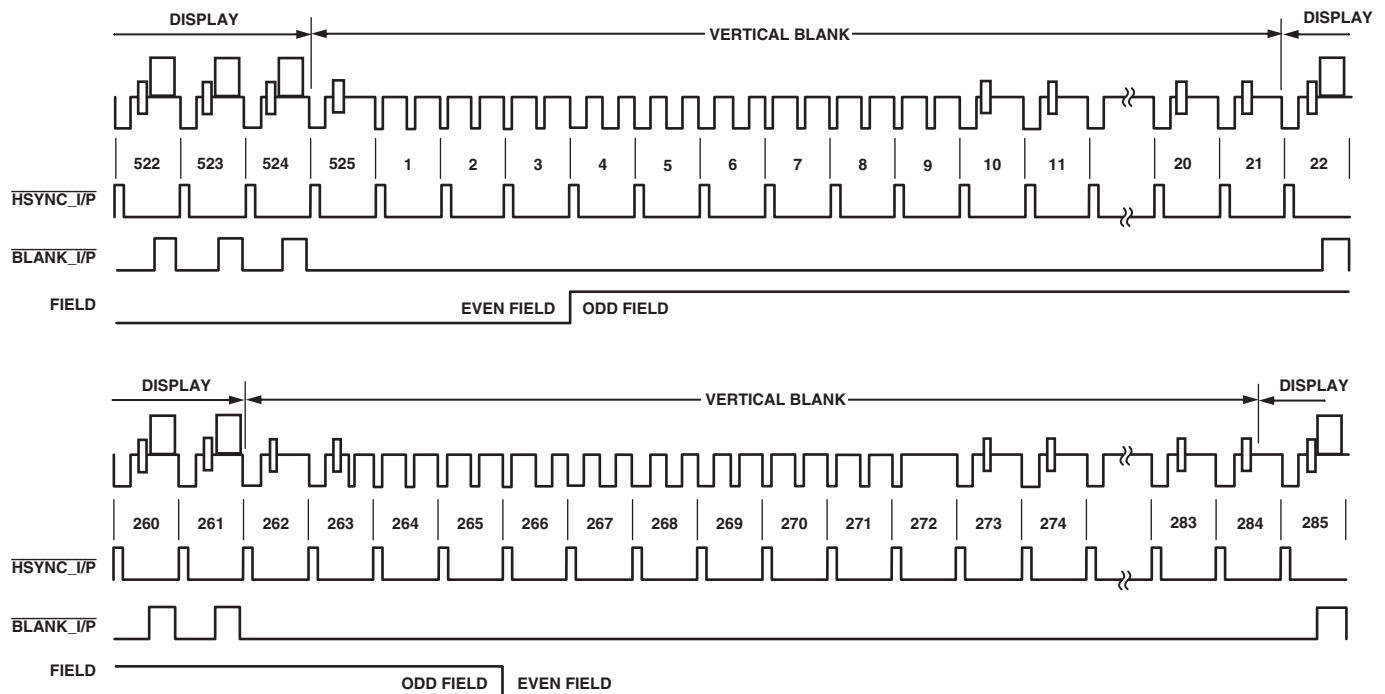 DISPLAY VERTICAL BLANK DISPLAY
522 523 524 525 1 2 3 4 5 6 7 8 9 10 11 20 21 22
HSYNC_I/P
BLANK_I/P
FIELD EVEN FIELD ODD FIELD
DISPLAY VERTICAL BLANK DISPLAY
260 261 262 263 264 265 266 267 268 269 270 271 272 273 274 283 284 285
HSYNC_I/P
BLANK_I/P
FIELD ODD FIELD EVEN FIELD